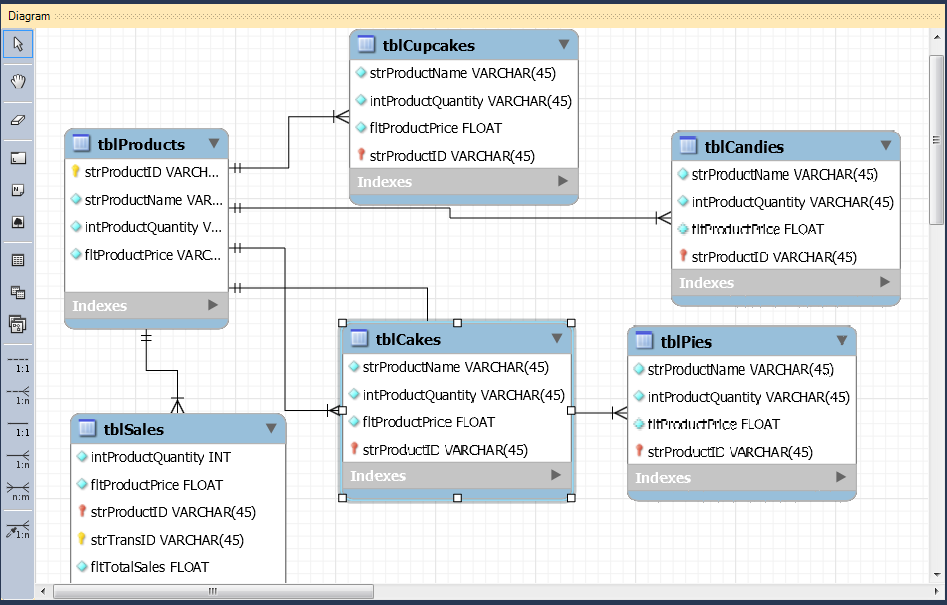 Diagram
tblCupcakes
strProductName VARCHAR(45)
intProductQuantity VARCHAR(45)
fltProductPrice FLOAT
strProductID VARCHAR(45)
Indexes
tblProducts
strProductID VARCH...
strProductName VAR...
intProductQuantity V...
fltProductPrice VARC...
Indexes
tblCandies
strProductName VARCHAR(45)
intProductQuantity VARCHAR(45)
fltProductPrice FLOAT
strProductID VARCHAR(45)
Indexes
tblCakes
strProductName VARCHAR(45)
intProductQuantity VARCHAR(45)
fltProductPrice FLOAT
strProductID VARCHAR(45)
Indexes
tblPies
strProductName VARCHAR(45)
intProductQuantity VARCHAR(45)
fltProductPrice FLOAT
strProductID VARCHAR(45)
Indexes
tblSales
intProductQuantity INT
fltProductPrice FLOAT
strProductID VARCHAR(45)
strTransID VARCHAR(45)
fltTotalSales FLOAT
1:1
1:n
1:1
1:n
n:m
1:n